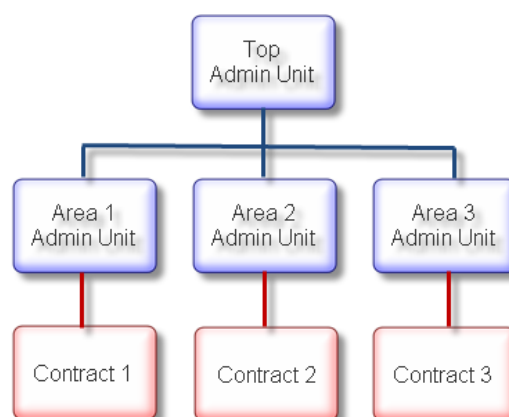 Top
Admin Unit
Area 1
Admin Unit
Area 2
Admin Unit
Area 3
Admin Unit
Contract 1
Contract 2
Contract 3